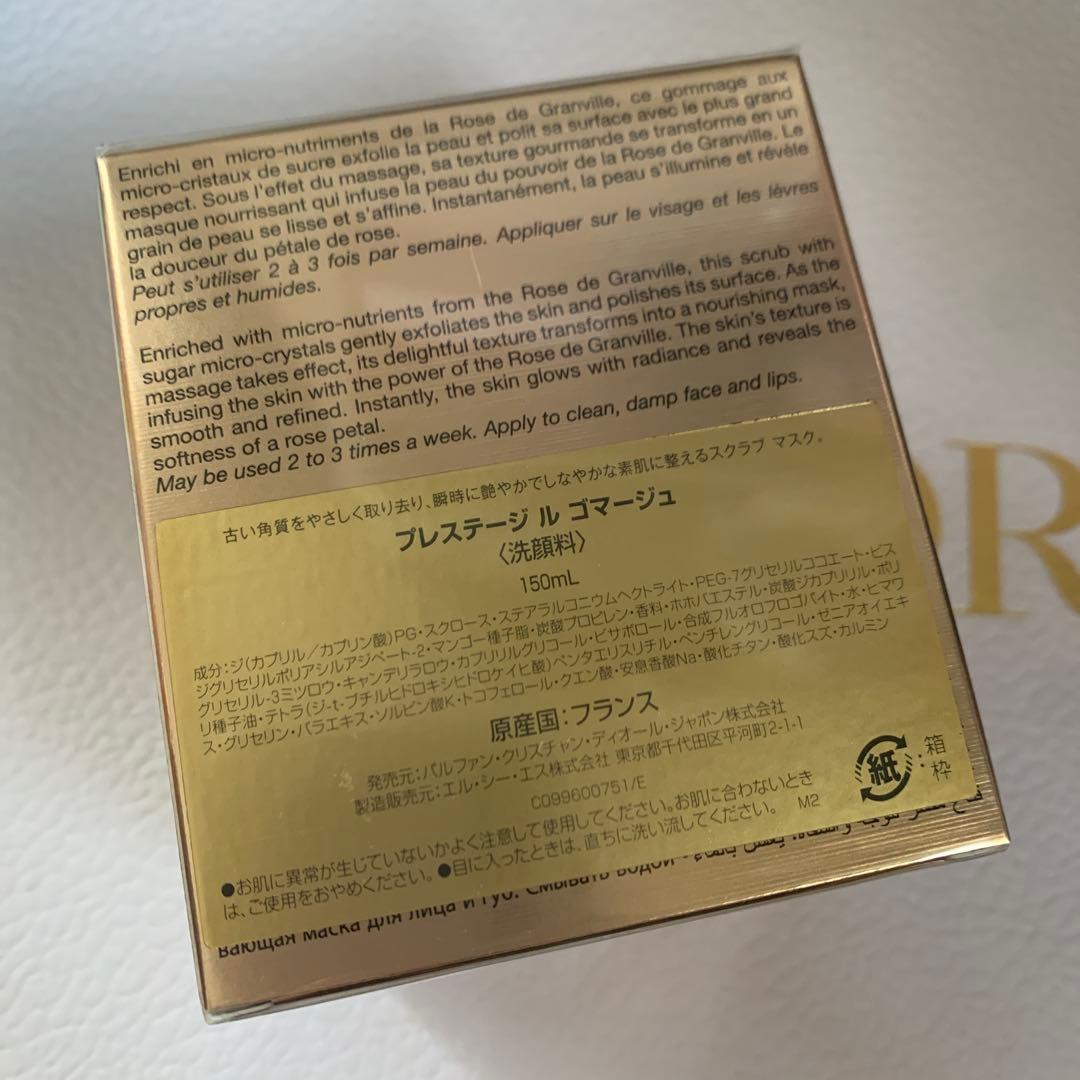 Enrichi en micro-nutriments de la Rose de Granville, ce gommage aux
micro-cristaux de sucre exfolie la peau et polit sa surface avec le plus grand
respect. Sous l'effet du massage, sa texture gourmande se transforme en un
masque nourrissant qui infuse la peau du pouvoir de la Rose de Granville. Le
grain de peau se lisse et s'affine. Instantanément, la peau s'illumine et révèle
la douceur du pétale de rose.
Peut s'utiliser 2 à 3 fois par semaine. Appliquer sur le visage et les lèvres
propres et humides.
Enriched with micro-nutrients from the Rose de Granville, this scrub with
sugar micro-crystals gently exfoliates the skin and polishes its surface. As the
massage takes effect, its delightful texture transforms into a nourishing mask,
infusing the skin with the power of the Rose de Granville. The skin's texture is
smooth and refined. Instantly, the skin glows with radiance and reveals the
softness of a rose petal.
May be used 2 to 3 times a week. Apply to clean, damp face and lips.
古い角質をやさしく取り去り、瞬時に艶やかでしなやかな素肌に整えるスクラブ マスク。
プレステージ ル ゴマージュ
〈洗顔料〉
150mL
成分:ジ(カプリル/カプリン酸)PG・スクロース・ステアラルコニウムヘクトライト・PEG-7グリセリルココエート・ビス
ジグリセリルポリアシルアジペート-2・マンゴー種子脂・炭酸プロピレン・香料・ホホバエステル・炭酸ジカプリリル・ポリ
グリセリル-3ミツロウ・キャンデリラロウ・カプリリルグリコール・ビサボロール・合成フルオロフロゴパイト・水・ヒマワ
リ種子油・テトラ(ジ-t-ブチルヒドロキシヒドロケイヒ酸)ペンタエリスリチル・ペンチレングリコール・ゼニアオイエキ
ス・グリセリン・バラエキス・ソルビン酸K・トコフェロール・クエン酸・安息香酸Na・酸化チタン・酸化スズ・カルミン
原産国:フランス
発売元:パルファン・クリスチャン・ディオール・ジャポン株式会社
製造販売元:エル・シー・エス株式会社 東京都千代田区平河町2-1-1
C099600751/E
紙:箱
枠
●お肌に異常が生じていないかよく注意して使用してください。お肌に合わないとき
は、ご使用をおやめください。●目に入ったときは、直ちに洗い流してください。 M2
вающая маска для лица и губ. Смывать водой.
OR